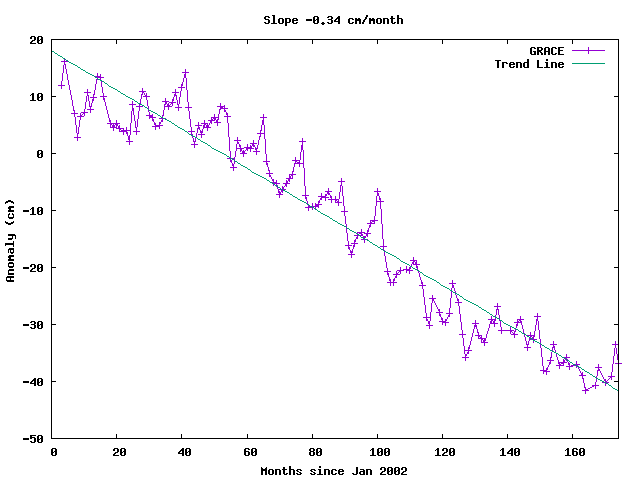 Slope -0.34 cm/month
GRACE
Trend Line
20
10
0
-10
-20
-30
-40
-50
Anomaly (cm)
0 20 40 60 80 100 120 140 160
Months since Jan 2002